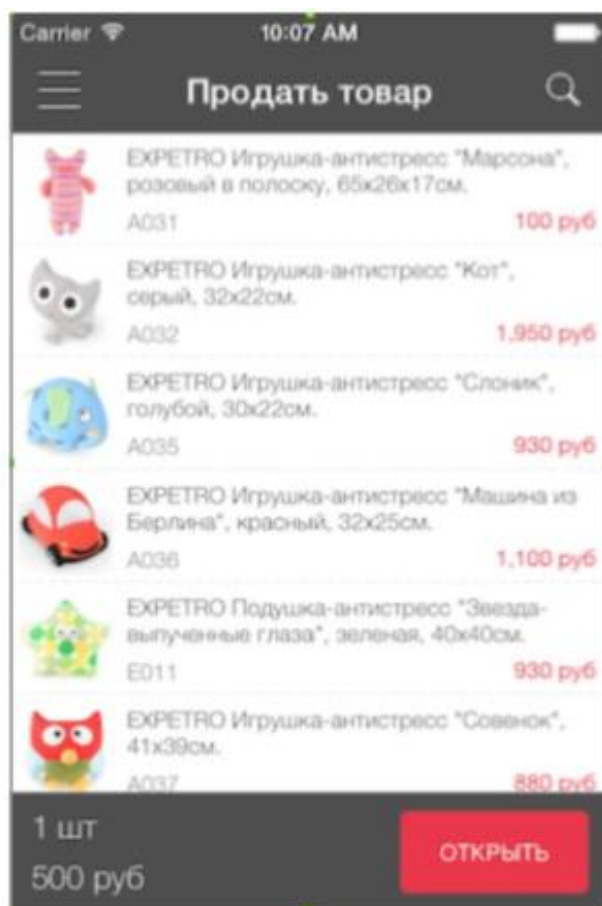 Carrier 10:07 AM
Продать товар
EXPETRO Игрушка-антистресс "Марсона",
розовый в полоску, 65x26x17см.
A031 100 руб
EXPETRO Игрушка-антистресс "Кот",
серый, 32x22см.
A032 1,950 руб
EXPETRO Игрушка-антистресс "Слоник",
голубой, 30x22см.
A035 930 руб
EXPETRO Игрушка-антистресс "Машина из
Берлина", красный, 32x25см.
A036 1,100 руб
EXPETRO Подушка-антистресс "Звезда-
выпученные глаза", зеленая, 40x40см.
E011 930 руб
EXPETRO Игрушка-антистресс "Совенок",
41x39см.
A037 880 руб
1 шт
500 руб
ОТКРЫТЬ